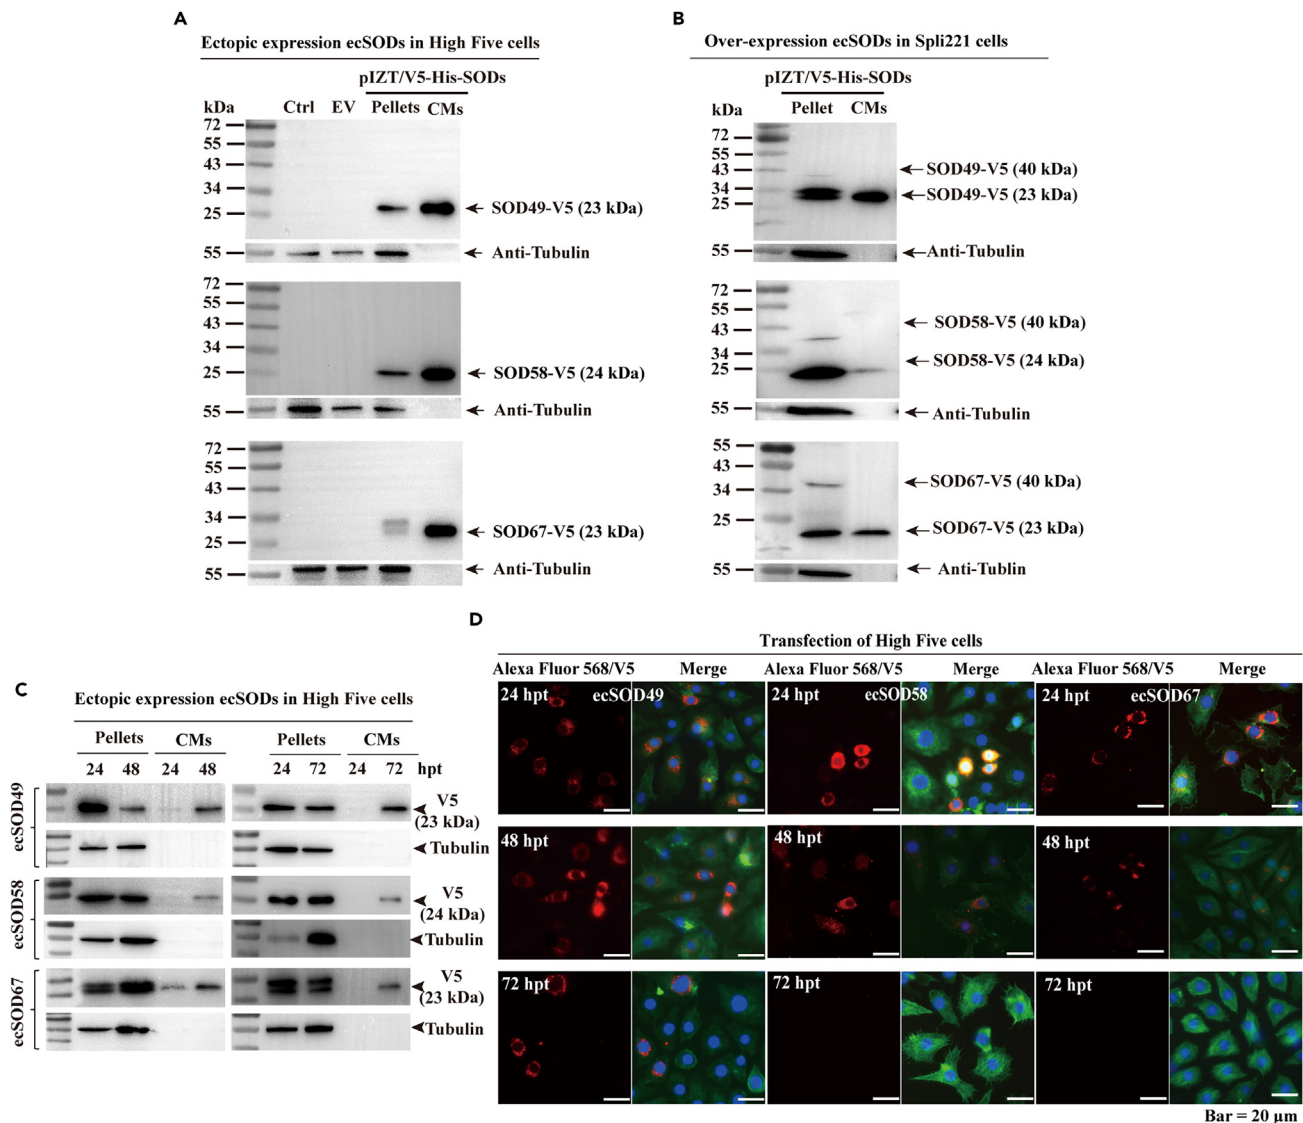 A
Ectopic expression ecSODs in High Five cells
pIZT/V5-His-SODs
kDa Ctrl EV Pellets CMs
72
55
43
34
25
SOD49-V5 (23 kDa)
55
Anti-Tubulin
72
55
43
34
25
SOD58-V5 (24 kDa)
55
Anti-Tubulin
72
55
43
34
25
SOD67-V5 (23 kDa)
55
Anti-Tubulin
B
Over-expression ecSODs in Spli221 cells
pIZT/V5-His-SODs
kDa Pellet CMs
72
55
43
34
25
SOD49-V5 (40 kDa)
SOD49-V5 (23 kDa)
55
Anti-Tubulin
72
55
43
34
25
SOD58-V5 (40 kDa)
SOD58-V5 (24 kDa)
55
Anti-Tubulin
55
43
34
25
SOD67-V5 (40 kDa)
SOD67-V5 (23 kDa)
55
Anti-Tublin
C
Ectopic expression ecSODs in High Five cells
Pellets CMs Pellets CMs
24 48 24 48 24 72 24 72 hpt
ecSOD49
V5
(23 kDa)
Tubulin
ecSOD58
V5
(24 kDa)
Tubulin
ecSOD67
V5
(23 kDa)
Tubulin
D
Transfection of High Five cells
Alexa Fluor 568/V5 Merge Alexa Fluor 568/V5 Merge Alexa Fluor 568/V5 Merge
24 hpt ecSOD49 24 hpt ecSOD58 24 hpt ecSOD67
48 hpt 48 hpt 48 hpt
72 hpt 72 hpt 72 hpt
Bar = 20 µm